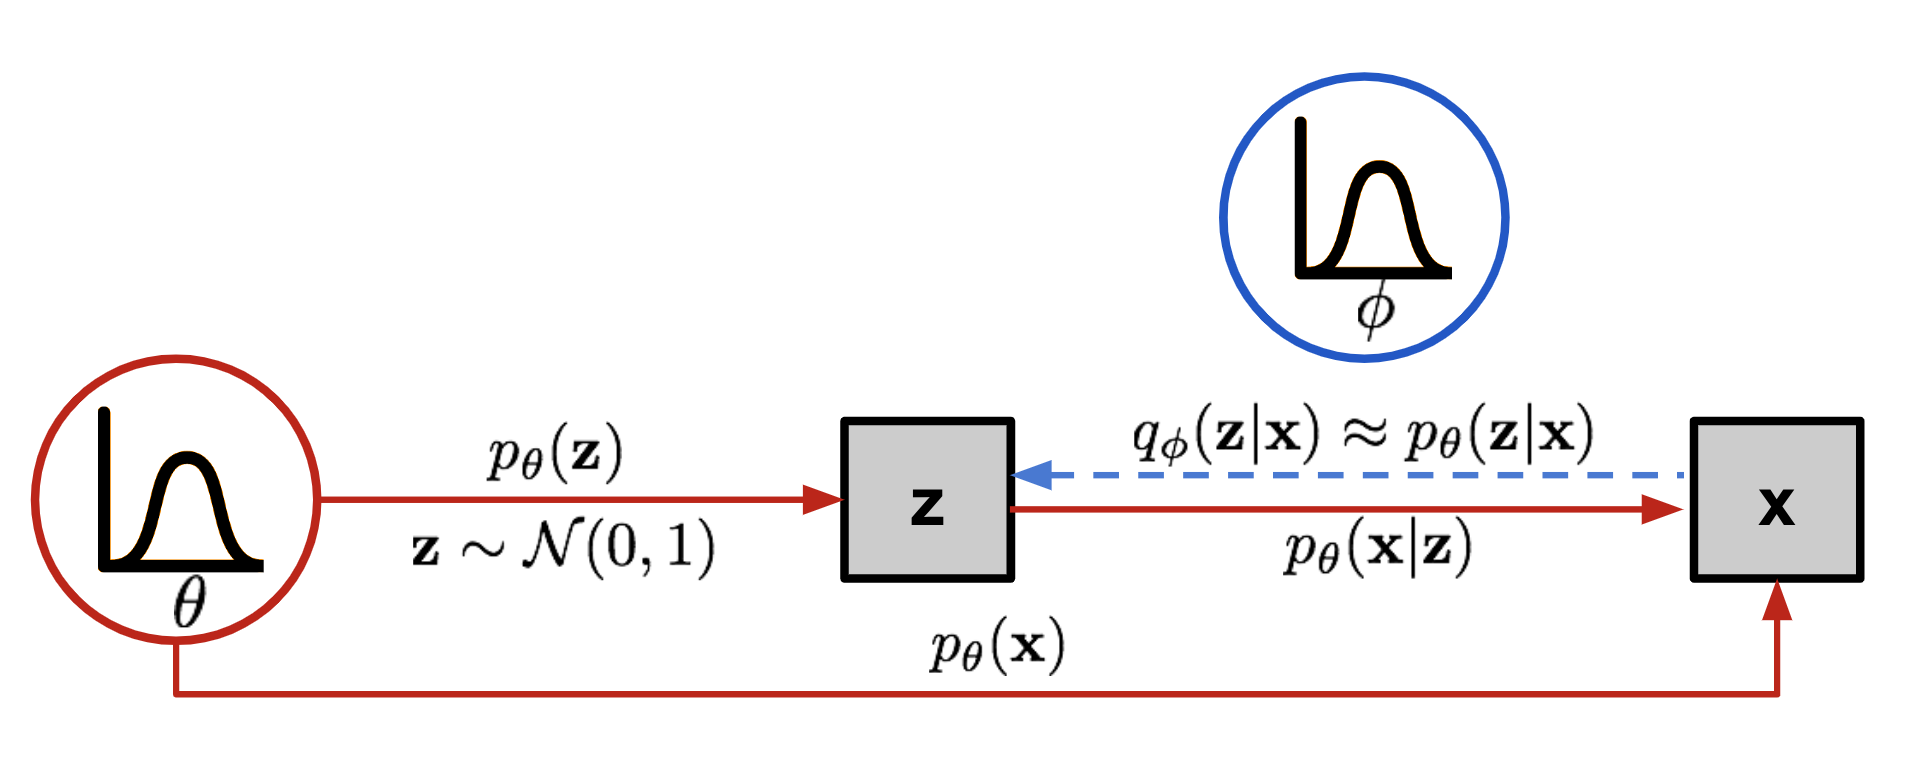 ϕ
q_ϕ(z|x) ≈ p_θ(z|x)
p_θ(z)
z
x
z ∼ 𝒩(0, 1)
p_θ(x|z)
θ
p_θ(x)